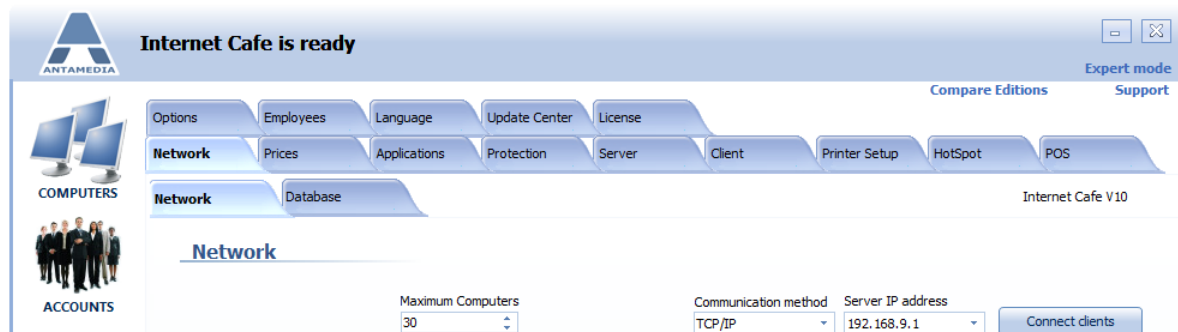 Internet Cafe is ready
ANTAMEDIA
Expert mode
Compare Editions Support
Options Employees Language Update Center License
Network Prices Applications Protection Server Client Printer Setup HotSpot POS
COMPUTERS
Network Database Internet Cafe V10
Network
ACCOUNTS
Maximum Computers Communication method Server IP address
30 TCP/IP 192.168.9.1 Connect clients